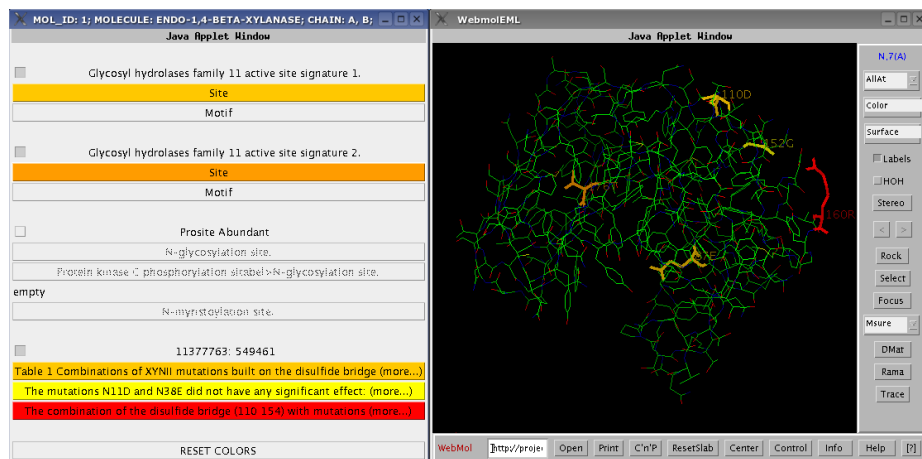 MOL_ID: 1; MOLECULE: ENDO-1,4-BETA-XYLANASE; CHAIN: A, B;
Java Applet Window
Glycosyl hydrolases family 11 active site signature 1.
Site
Motif
Glycosyl hydrolases family 11 active site signature 2.
Site
Motif
Prosite Abundant
N-glycosylation site.
Protein kinase C phosphorylation sitabel>N-glycosylation site.
empty
N-myristoylation site.
11377763: 549461
Table 1 Combinations of XYNII mutations built on the disulfide bridge (more...)
The mutations N11D and N38E did not have any significant effect: (more...)
The combination of the disulfide bridge (110-154) with mutations (more...)
RESET COLORS
WebmolEML
Java Applet Window
110D
152G
160R
N,7(A)
AllAt
Color
Surface
Labels
HOH
Stereo
<
>
Rock
Select
Focus
Msure
DMat
Rama
Trace
WebMol
http://proje
Open
Print
C'n'P
ResetSlab
Center
Control
Info
Help
[?]